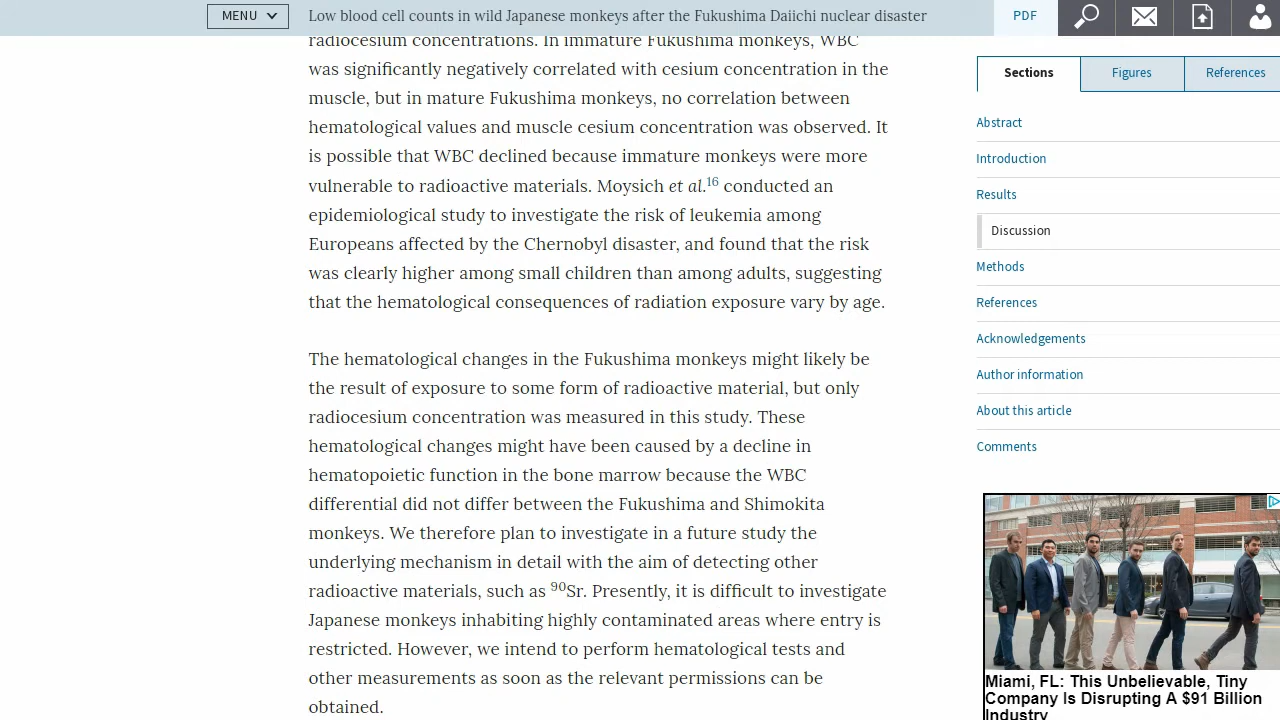 MENU
Low blood cell counts in wild Japanese monkeys after the Fukushima Daiichi nuclear disaster
PDF
radiocesium concentrations. In immature Fukushima monkeys, WBC
was significantly negatively correlated with cesium concentration in the
muscle, but in mature Fukushima monkeys, no correlation between
hematological values and muscle cesium concentration was observed. It
is possible that WBC declined because immature monkeys were more
vulnerable to radioactive materials. Moysich et al.16 conducted an
epidemiological study to investigate the risk of leukemia among
Europeans affected by the Chernobyl disaster, and found that the risk
was clearly higher among small children than among adults, suggesting
that the hematological consequences of radiation exposure vary by age.
The hematological changes in the Fukushima monkeys might likely be
the result of exposure to some form of radioactive material, but only
radiocesium concentration was measured in this study. These
hematological changes might have been caused by a decline in
hematopoietic function in the bone marrow because the WBC
differential did not differ between the Fukushima and Shimokita
monkeys. We therefore plan to investigate in a future study the
underlying mechanism in detail with the aim of detecting other
radioactive materials, such as 90Sr. Presently, it is difficult to investigate
Japanese monkeys inhabiting highly contaminated areas where entry is
restricted. However, we intend to perform hematological tests and
other measurements as soon as the relevant permissions can be
obtained.
Sections
Figures
References
Abstract
Introduction
Results
Discussion
Methods
References
Acknowledgements
Author information
About this article
Comments
Miami, FL: This Unbelievable, Tiny
Company Is Disrupting A $91 Billion
Industry